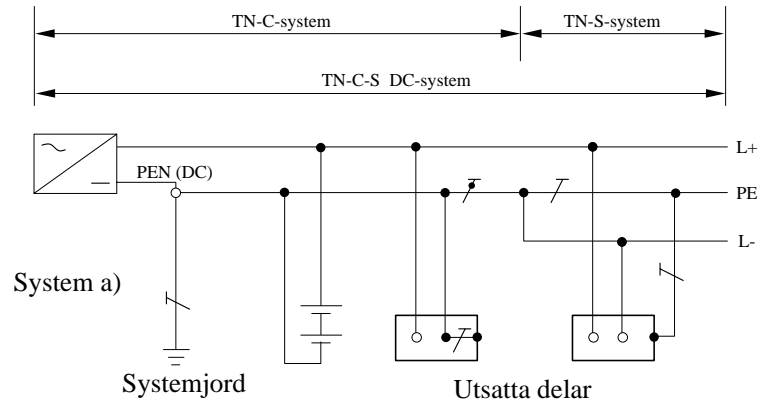 TN-C-system
TN-S-system
TN-C-S DC-system
L+
PEN (DC)
PE
L-
System a)
Systemjord
Utsatta delar